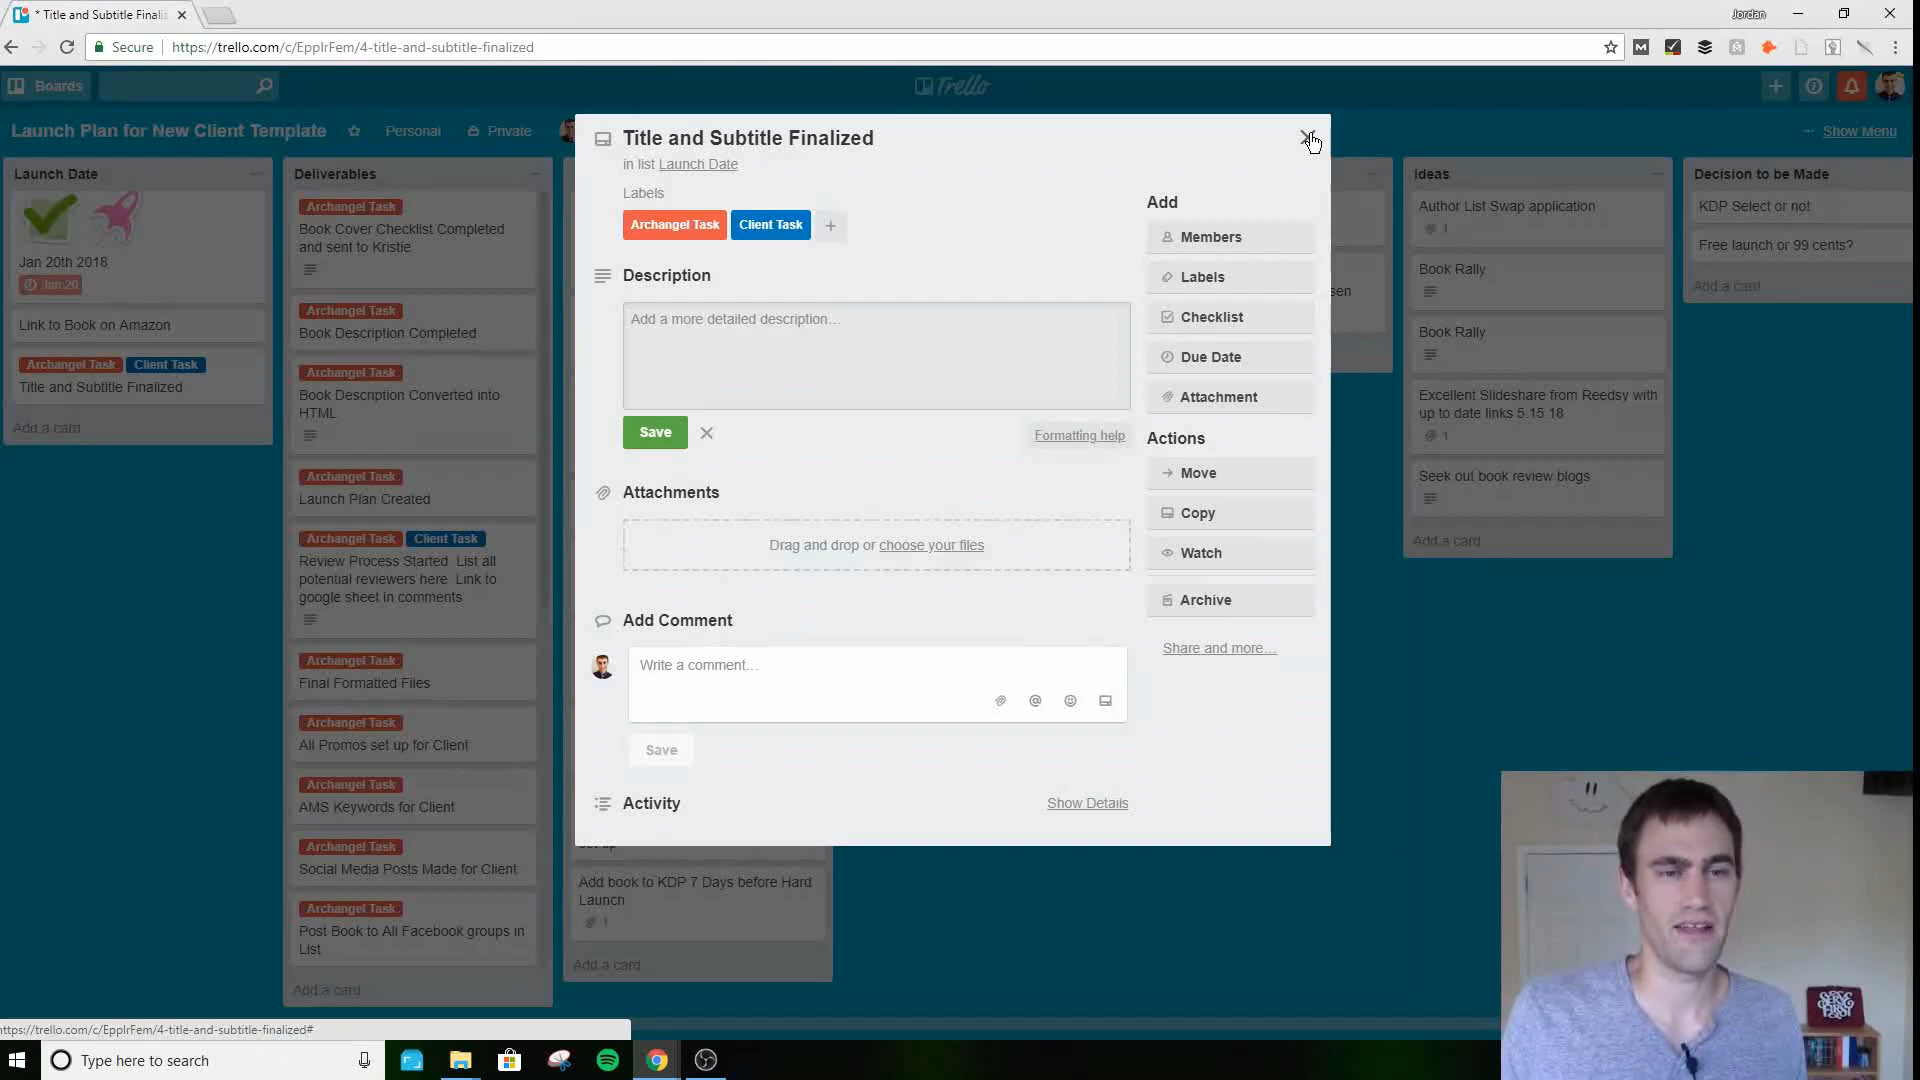 * Title and Subtitle Finaliz
Jordan
Secure
https://trello.com/c/EpplrFem/4-title-and-subtitle-finalized
Boards
Trello
Launch Plan for New Client Template
Personal
Private
Show Menu
Launch Date
Jan 20th 2018
Jan 20
Link to Book on Amazon
Archangel Task
Client Task
Title and Subtitle Finalized
Add a card
Deliverables
Archangel Task
Book Cover Checklist Completed
and sent to Kristie
Archangel Task
Book Description Completed
Archangel Task
Book Description Converted into
HTML
Archangel Task
Launch Plan Created
Archangel Task
Client Task
Review Process Started List all
potential reviewers here Link to
google sheet in comments
Archangel Task
Final Formatted Files
Archangel Task
All Promos set up for Client
Archangel Task
AMS Keywords for Client
Archangel Task
Social Media Posts Made for Client
Archangel Task
Post Book to All Facebook groups in
List
Add a card
Title and Subtitle Finalized
in list Launch Date
Labels
Archangel Task
Client Task
Description
Add a more detailed description…
Save
Formatting help
Attachments
Drag and drop or choose your files
Add Comment
Write a comment…
Save
Activity
Show Details
Add
Members
Labels
Checklist
Due Date
Attachment
Actions
Move
Copy
Watch
Archive
Share and more…
set up
Add book to KDP 7 Days before Hard
Launch
1
Add a card
Ideas
Author List Swap application
1
Book Rally
Book Rally
Excellent Slideshare from Reedsy with
up to date links 5 15 18
1
Seek out book review blogs
Add a card
Decision to be Made
KDP Select or not
Free launch or 99 cents?
Add a card
SERVE
FIRST
https://trello.com/c/EpplrFem/4-title-and-subtitle-finalized#
Type here to search